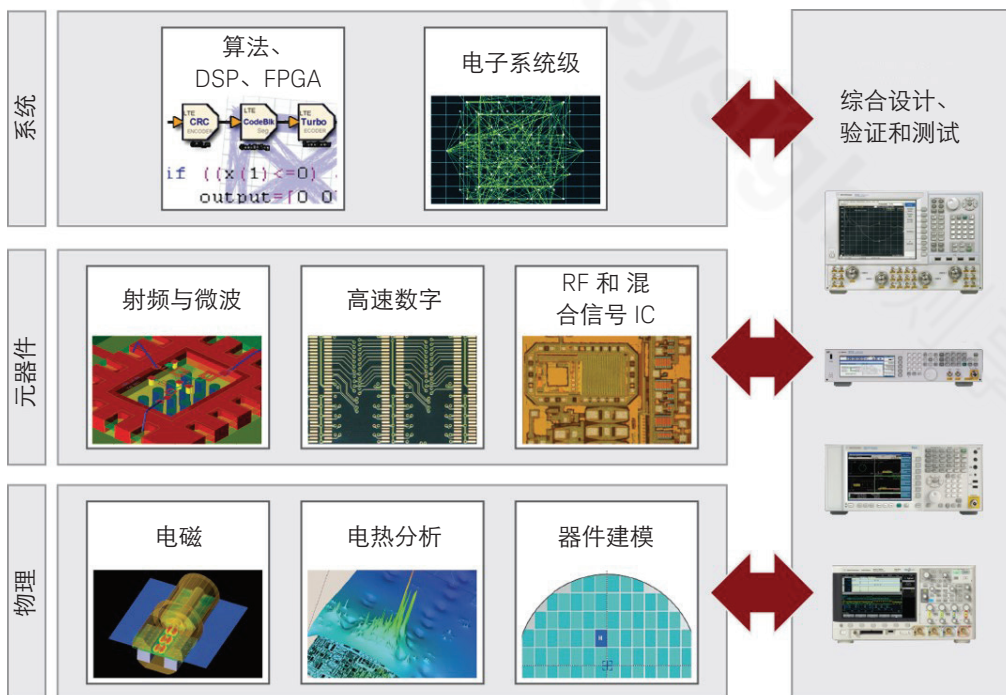 系统
算法、
DSP、FPGA
LTE
CRC
ENCODER
LTE
CodeBlk
Seg
LTE
Turbo
ECODER
if ((x(1)<=0)
output=[0 0
电子系统级
综合设计、
验证和测试
元器件
射频与微波
高速数字
RF 和 混
合信号 IC
物理
电磁
电热分析
器件建模